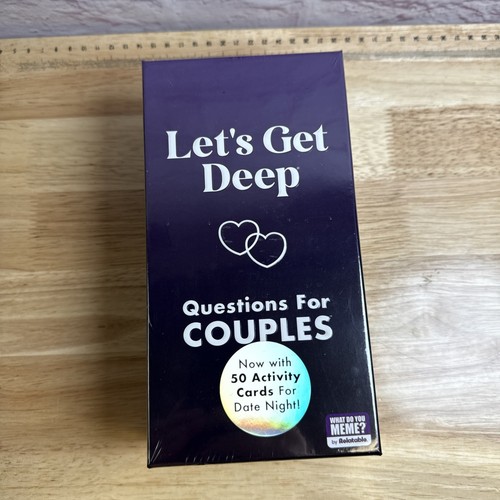 Let's Get
Deep
Questions For
COUPLES
Now with
50 Activity
Cards For
Date Night!
WHAT DO YOU
MEME?
by Relatable